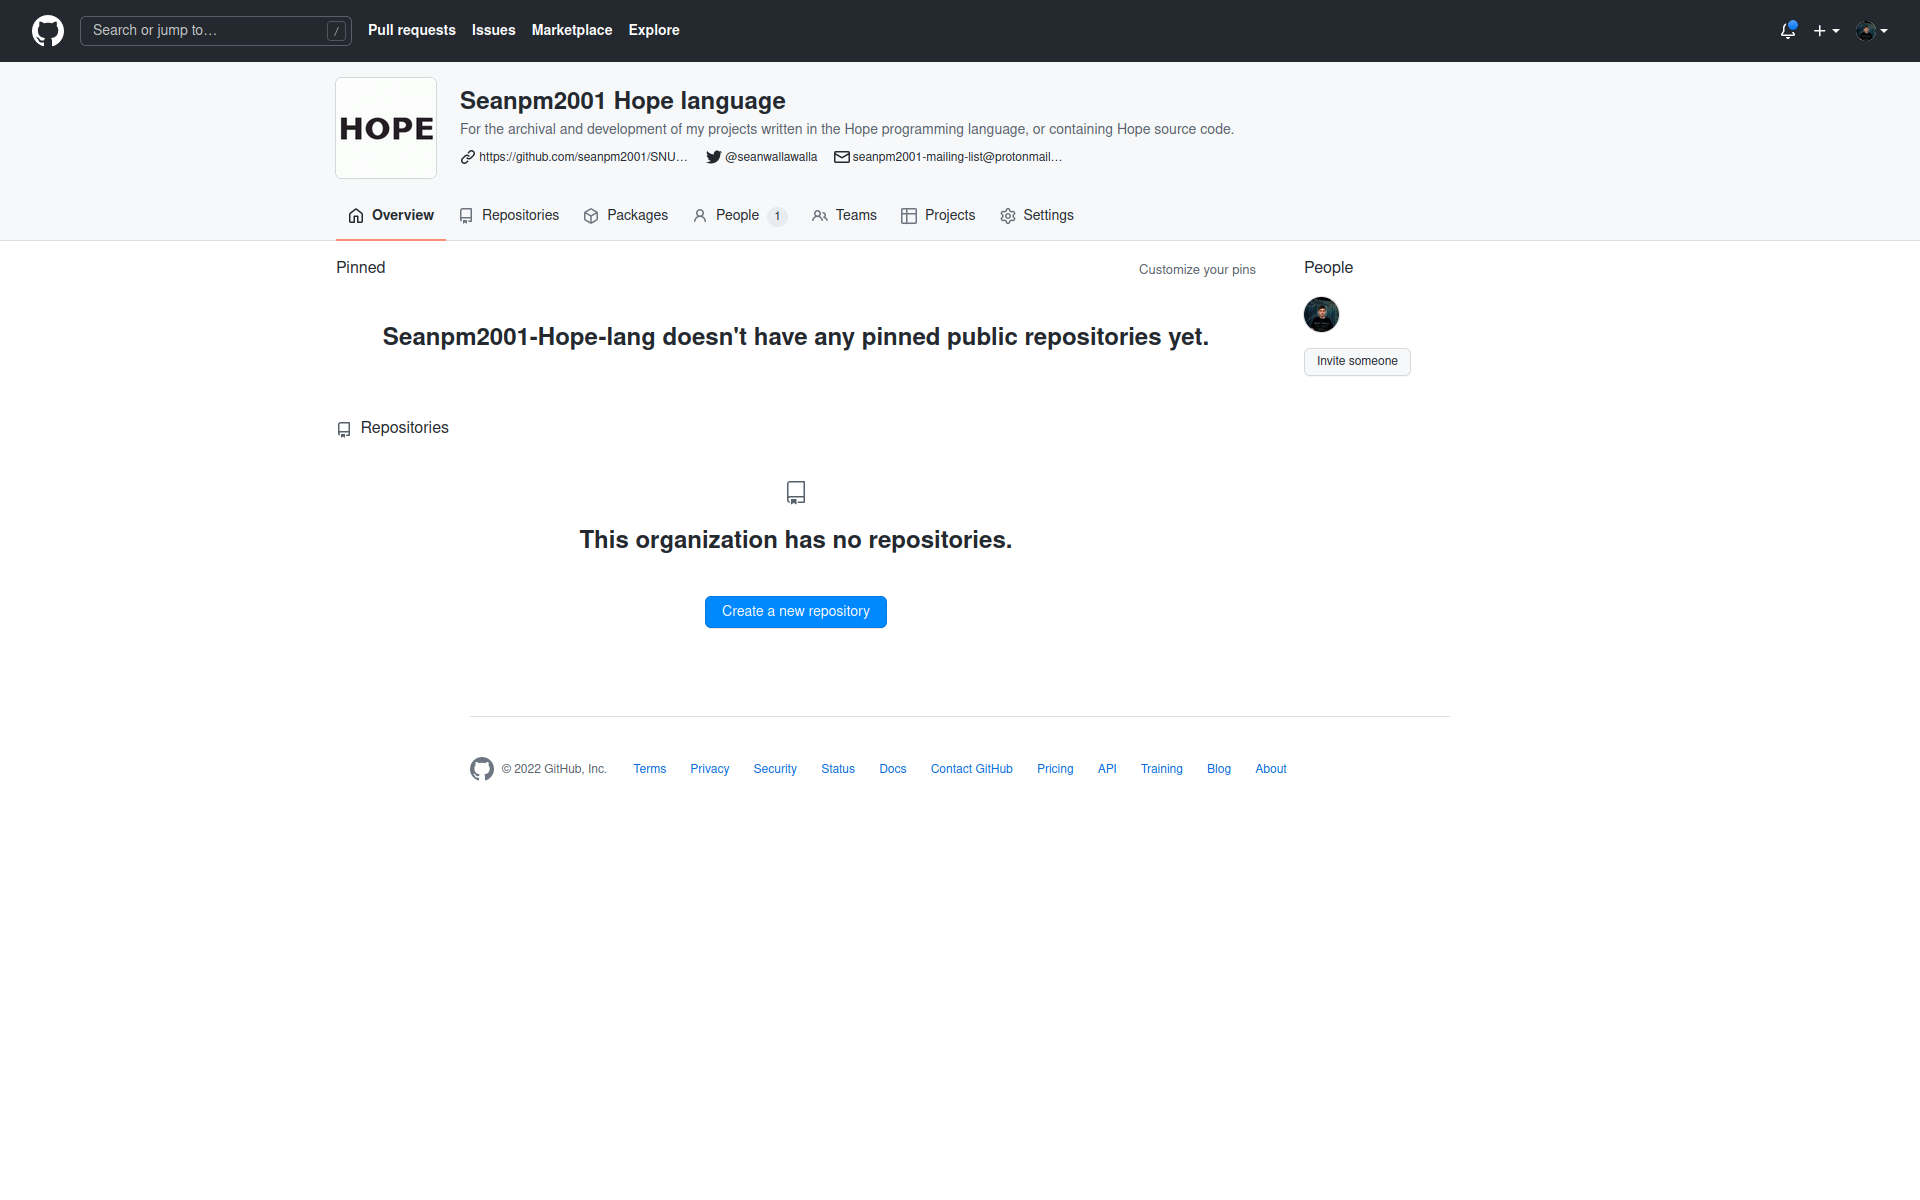 Search or jump to… /
Pull requests Issues Marketplace Explore
HOPE
Seanpm2001 Hope language
For the archival and development of my projects written in the Hope programming language, or containing Hope source code.
https://github.com/seanpm2001/SNU… @seanwallawalla seanpm2001-mailing-list@protonmail…
Overview Repositories Packages People 1 Teams Projects Settings
Pinned
Customize your pins
Seanpm2001-Hope-lang doesn't have any pinned public repositories yet.
People
Invite someone
Repositories
This organization has no repositories.
Create a new repository
© 2022 GitHub, Inc. Terms Privacy Security Status Docs Contact GitHub Pricing API Training Blog About